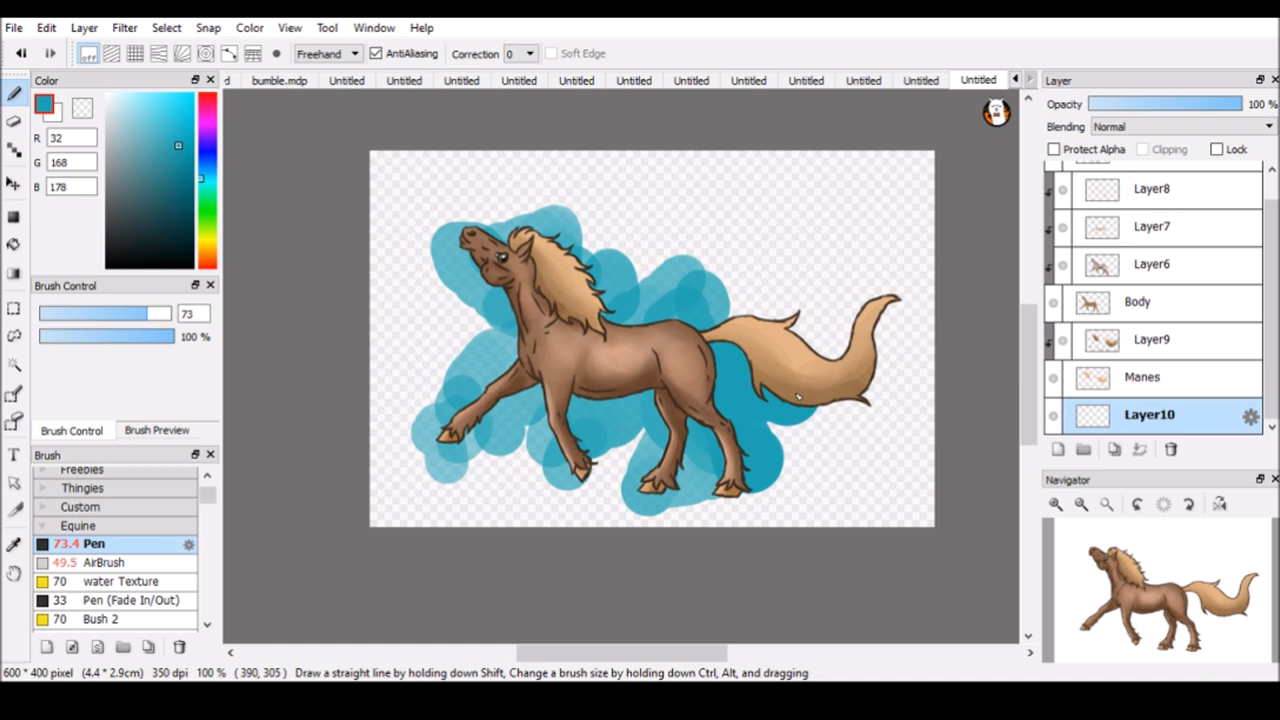 File Edit Layer Filter Select Snap Color View Tool Window Help
off Freehand AntiAliasing Correction 0 Soft Edge
Color
d bumble.mdp Untitled Untitled Untitled Untitled Untitled Untitled Untitled Untitled Untitled Untitled Untitled Untitled
R 32
G 168
B 178
Brush Control
73
100 %
Brush Control Brush Preview
Brush
Freebies
Thingies
Custom
Equine
73.4 Pen
49.5 AirBrush
70 water Texture
33 Pen (Fade In/Out)
70 Bush 2
Layer
Opacity 100 %
Blending Normal
Protect Alpha Clipping Lock
Layer8
Layer7
Layer6
Body
Layer9
Manes
Layer10
Navigator
600 * 400 pixel (4.4 * 2.9cm) 350 dpi 100 % ( 390, 305) Draw a straight line by holding down Shift, Change a brush size by holding down Ctrl, Alt, and dragging